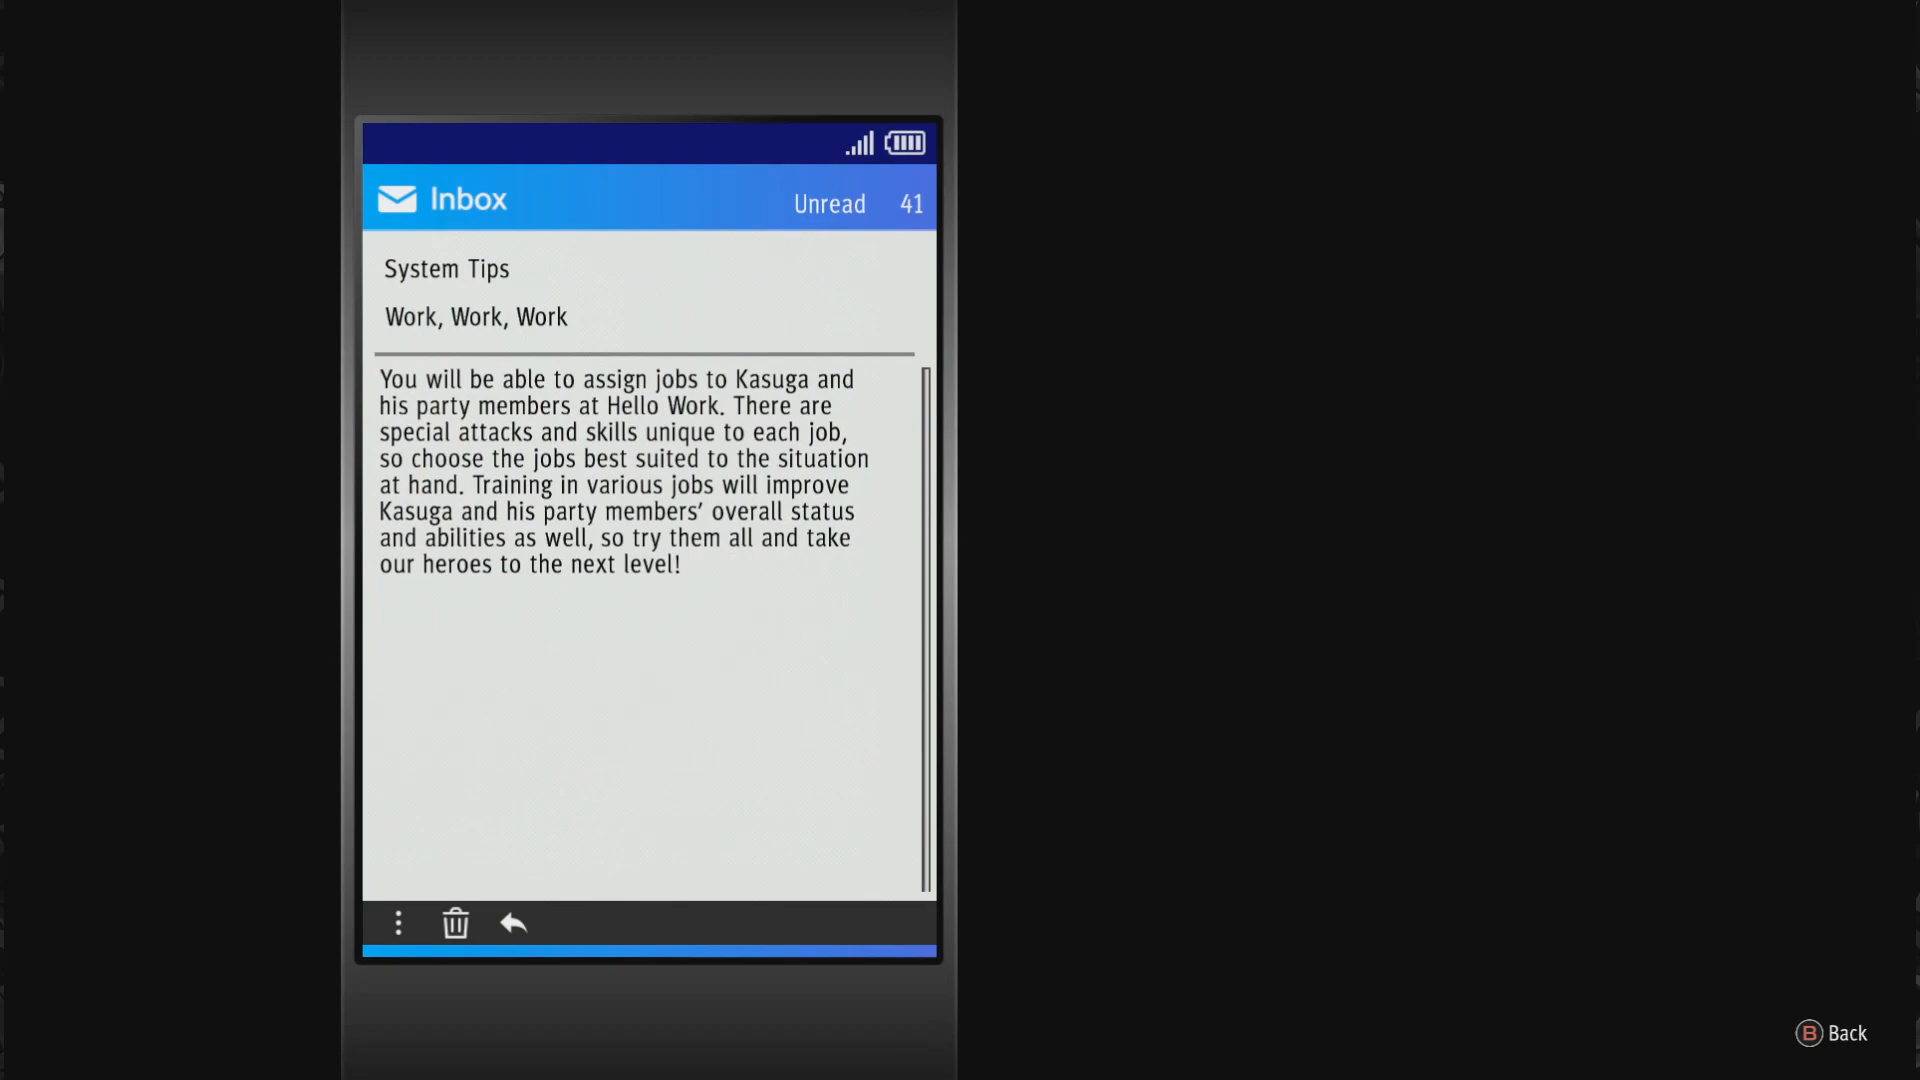 Inbox
Unread 41
System Tips
Work, Work, Work
You will be able to assign jobs to Kasuga and
his party members at Hello Work. There are
special attacks and skills unique to each job,
so choose the jobs best suited to the situation
at hand. Training in various jobs will improve
Kasuga and his party members’ overall status
and abilities as well, so try them all and take
our heroes to the next level!
B Back